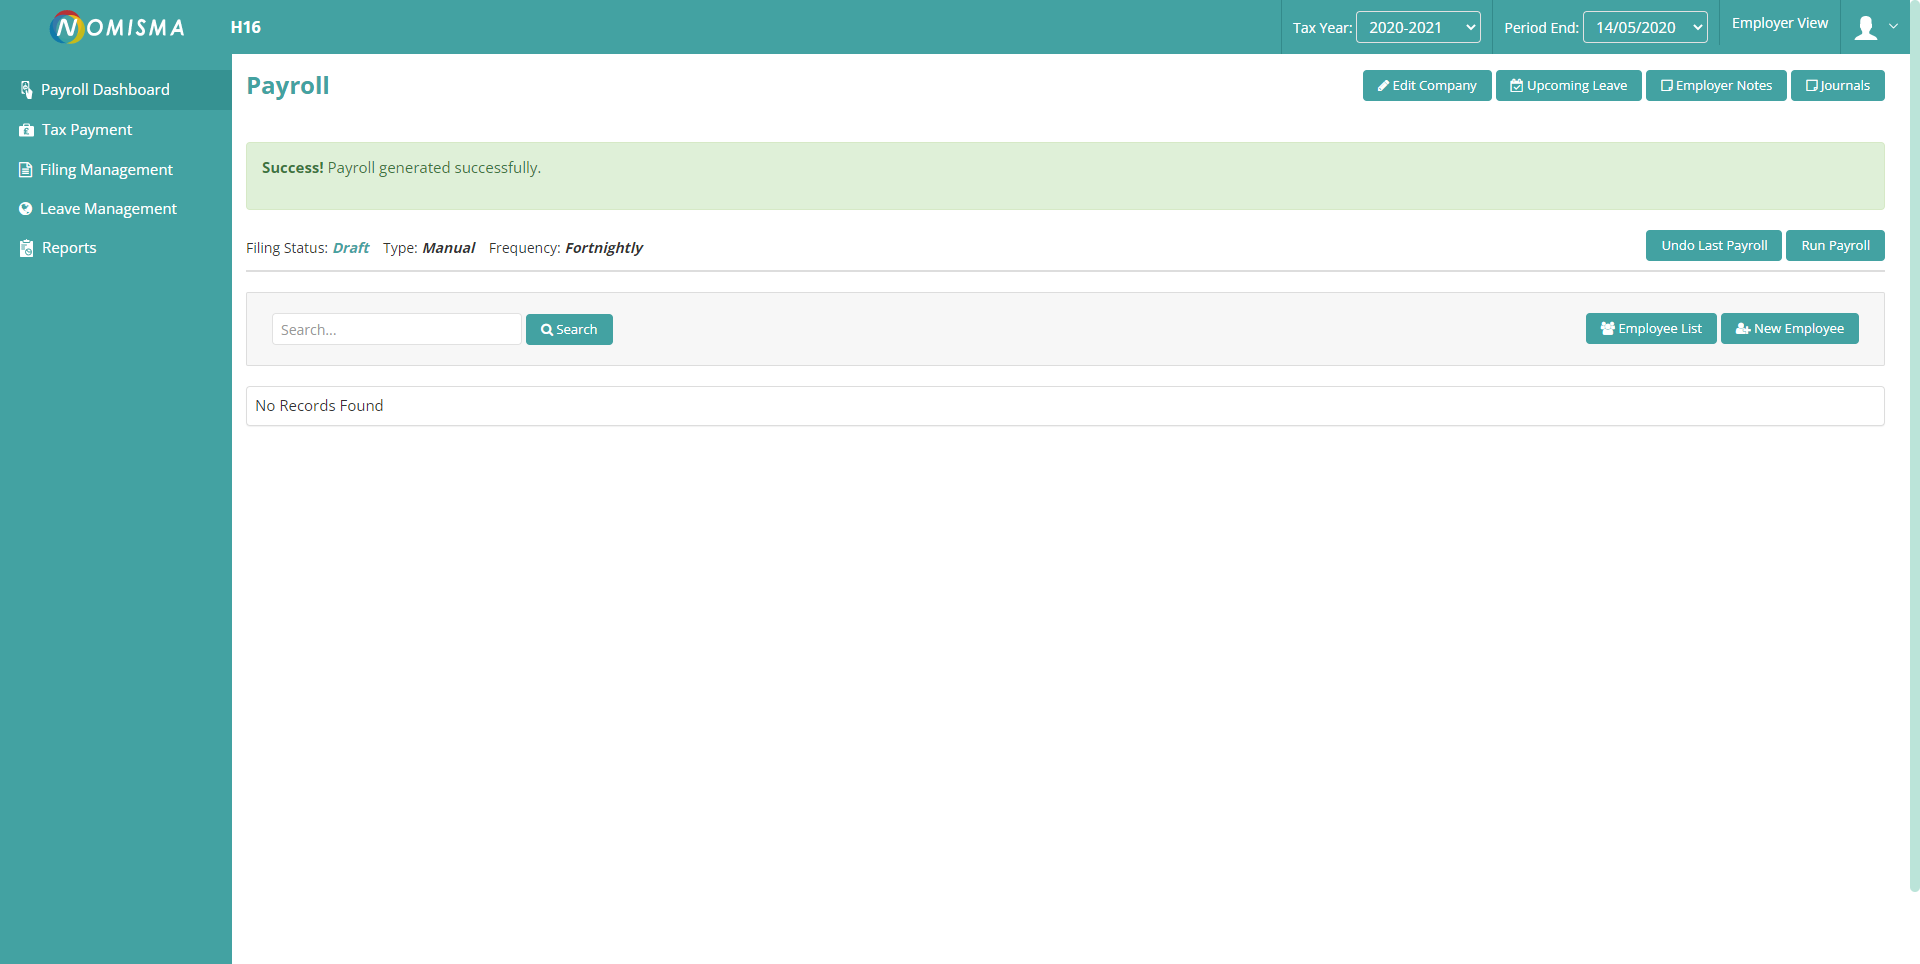 NOMISMA H16 Tax Year: 2020-2021 Period End: 14/05/2020 Employer View
Payroll Dashboard
Tax Payment
Filing Management
Leave Management
Reports
Payroll Edit Company Upcoming Leave Employer Notes Journals
Success! Payroll generated successfully.
Filing Status: Draft Type: Manual Frequency: Fortnightly Undo Last Payroll Run Payroll
Search... Search Employee List New Employee
No Records Found